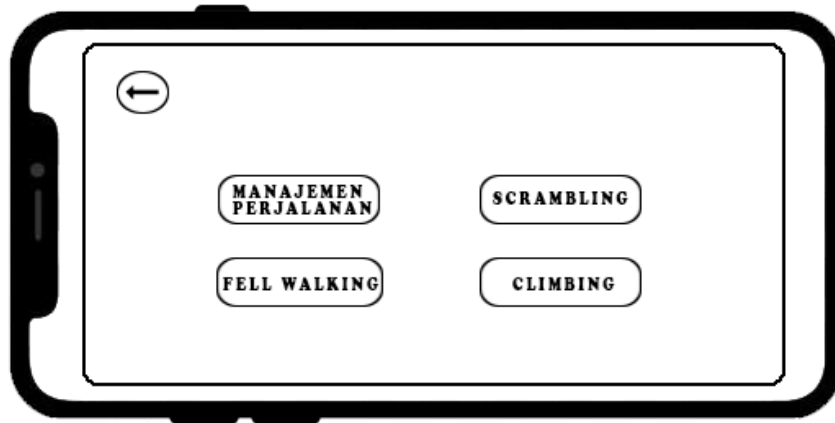 MANAJEMEN
PERJALANAN
SCRAMBLING
FELL WALKING
CLIMBING